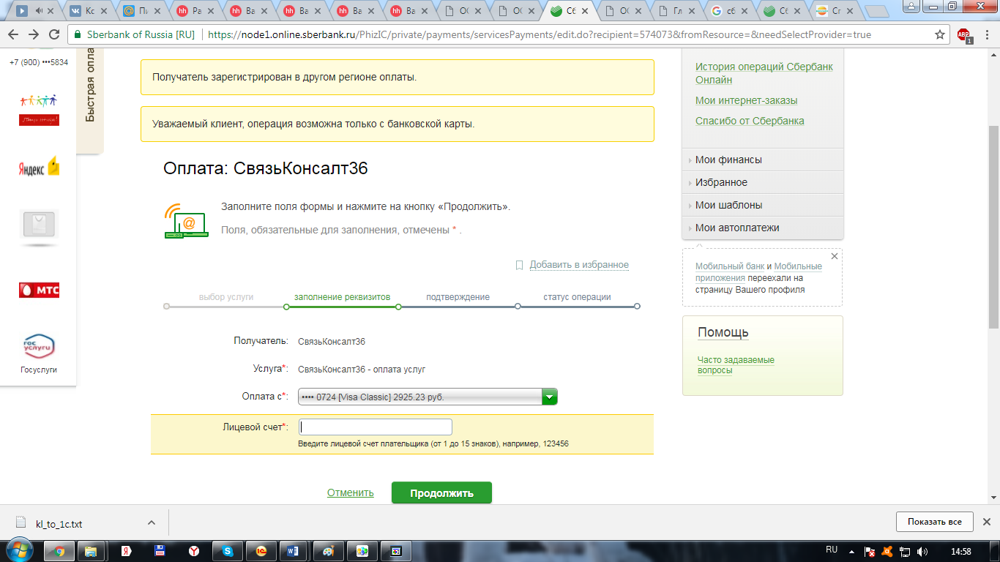 Кс
Пи
Ра
Ва
Ва
Ва
Ва
ОС
ОС
Сб
ОС
Гл
сб
Сб
Сг
Sberbank of Russia [RU]
https://node1.online.sberbank.ru/PhizIC/private/payments/servicesPayments/edit.do?recipient=574073&fromResource=&needSelectProvider=true
ABP
1
+7 (900) •••5834
Яндекс
МТС
гос
услуги
Госуслуги
Быстрая опла
Получатель зарегистрирован в другом регионе оплаты.
Уважаемый клиент, операция возможна только с банковской карты.
Оплата: СвязьКонсалт36
Заполните поля формы и нажмите на кнопку «Продолжить».
Поля, обязательные для заполнения, отмечены * .
Добавить в избранное
выбор услуги
заполнение реквизитов
подтверждение
статус операции
Получатель: СвязьКонсалт36
Услуга*: СвязьКонсалт36 - оплата услуг
Оплата с*: •••• 0724 [Visa Classic] 2925.23 руб.
Лицевой счет*:
Введите лицевой счет плательщика (от 1 до 15 знаков), например, 123456
Отменить
Продолжить
История операций Сбербанк
Онлайн
Мои интернет-заказы
Спасибо от Сбербанка
Мои финансы
Избранное
Мои шаблоны
Мои автоплатежи
Мобильный банк и Мобильные
приложения переехали на
страницу Вашего профиля
Помощь
Часто задаваемые
вопросы
kl_to_1c.txt
Показать все
RU
14:58